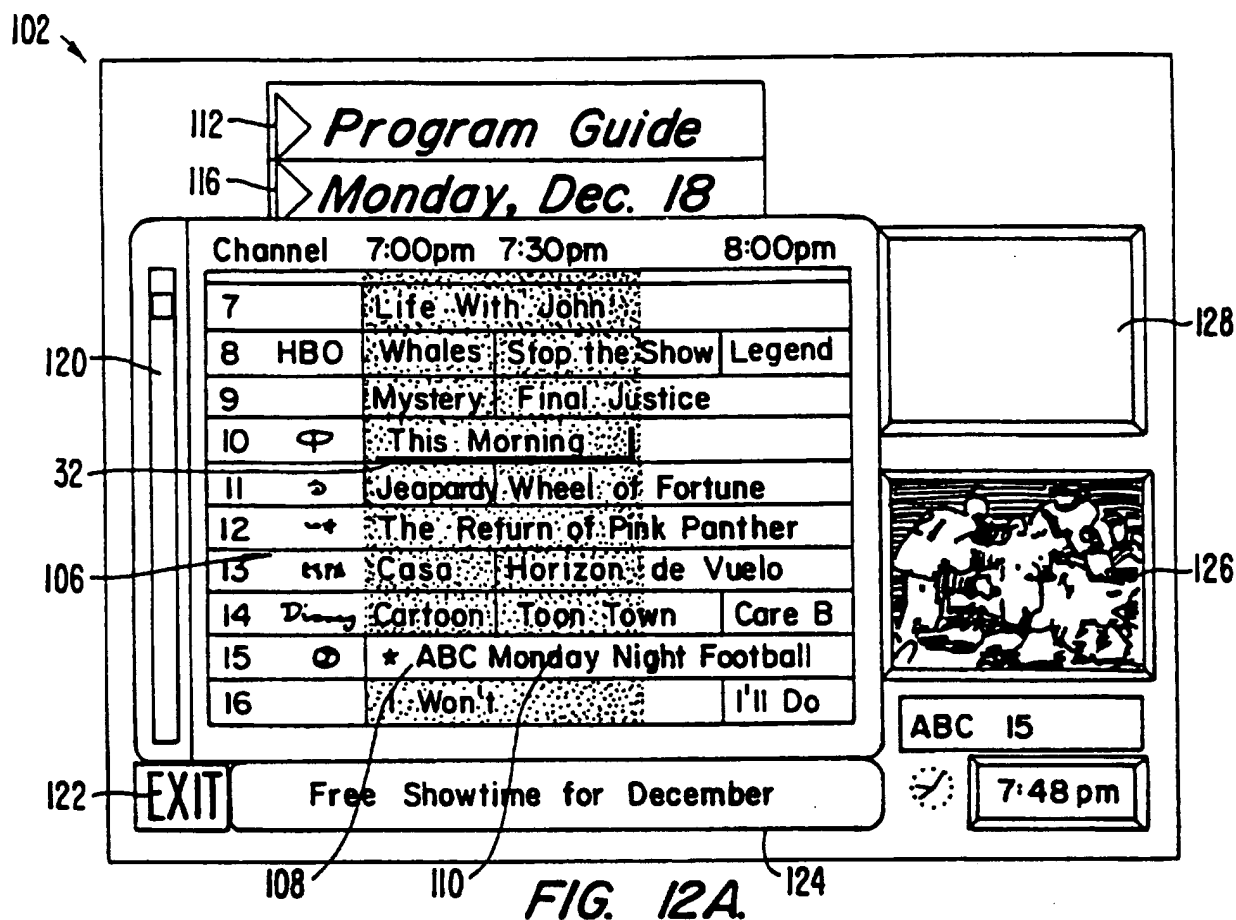 102
112
Program Guide
116
Monday, Dec. 18
Channel 7:00pm 7:30pm 8:00pm
7 Life With John
128
8 HBO Whales Stop the Show Legend
120
9 Mystery Final Justice
10 This Morning
32
11 Jeapardy Wheel of Fortune
12 The Return of Pink Panther
106
13 Casa Horizon de Vuelo
126
14 Disney Cartoon Toon Town Care B
15 * ABC Monday Night Football
16 I Won't I'll Do
ABC 15
122
EXIT
Free Showtime for December
7:48pm
108
110
124
FIG. 12A.